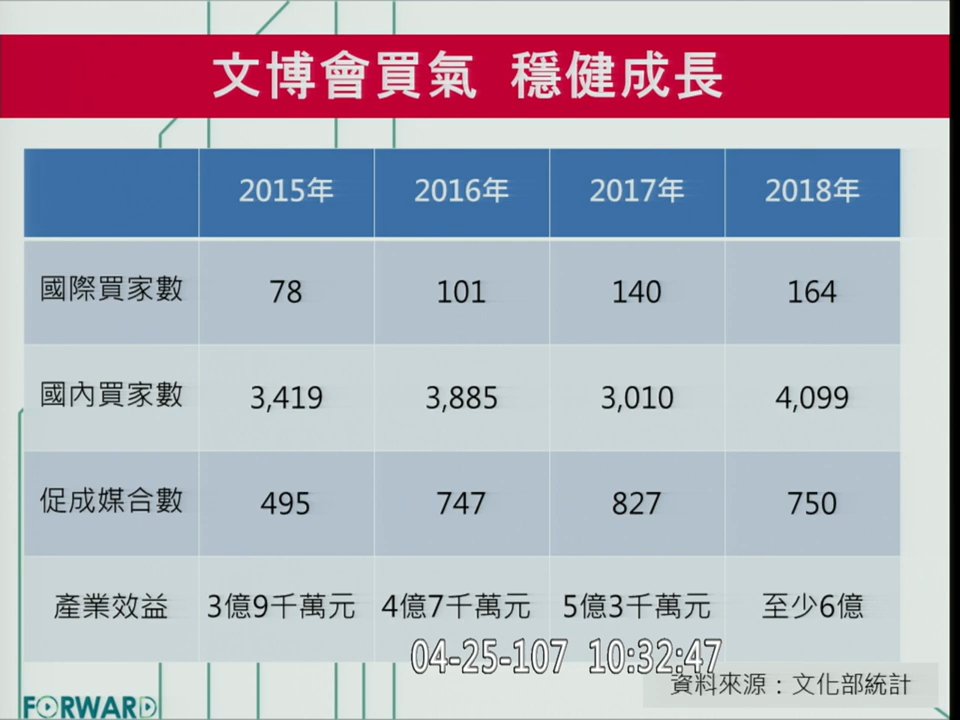 文博會買氣 穩健成長
2015年 2016年 2017年 2018年
國際買家數 78 101 140 164
國內買家數 3,419 3,885 3,010 4,099
促成媒合數 495 747 827 750
產業效益 3億9千萬元 4億7千萬元 5億3千萬元 至少6億
04-25-107 10:32:47
資料來源：文化部統計
FORWARD